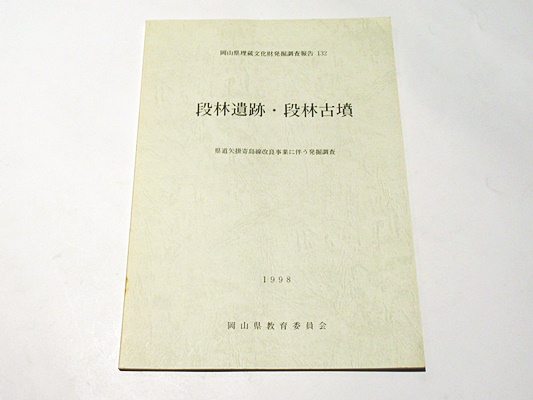 岡山県埋蔵文化財発掘調査報告 132
段林遺跡・段林古墳
県道矢掛寄島線改良事業に伴う発掘調査
1998
岡山県教育委員会